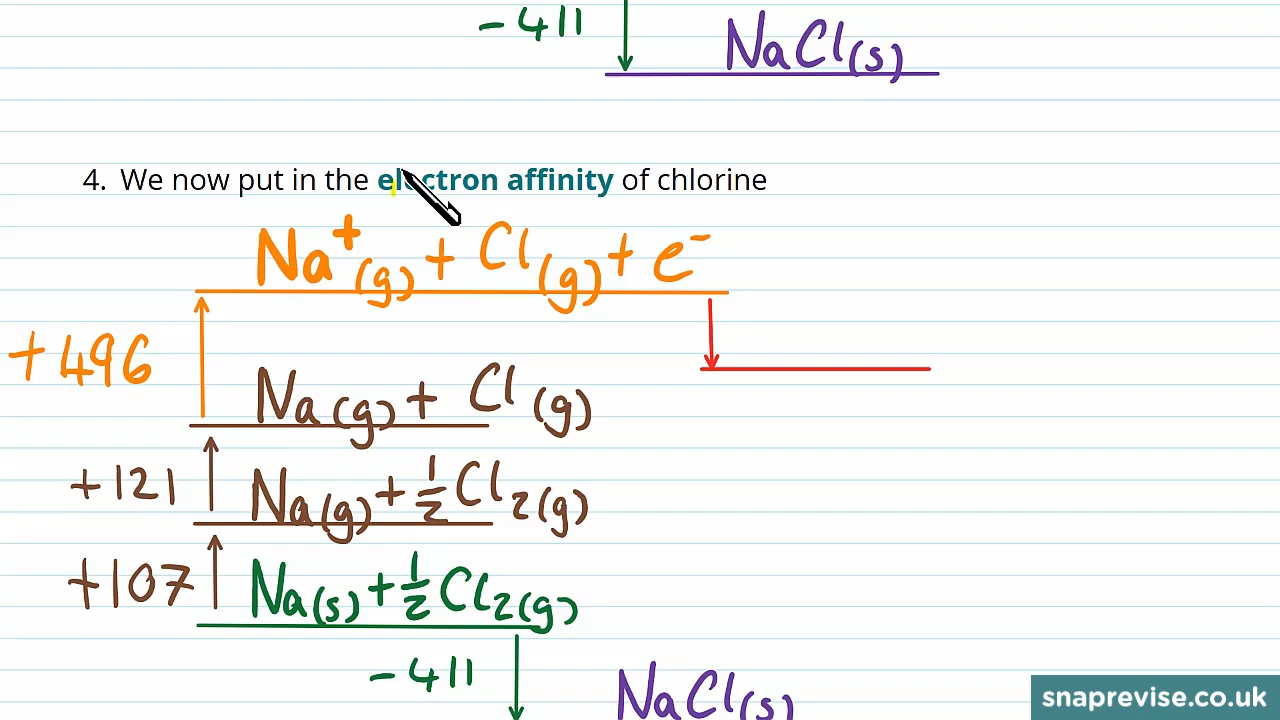 -411
NaCl(s)
4. We now put in the electron affinity of chlorine
Na⁺(g) + Cl(g) + e⁻
+496
Na(g) + Cl(g)
+121
Na(g) + ½Cl₂(g)
+107
Na(s) + ½Cl₂(g)
-411
NaCl(s)
snaprevise.co.uk